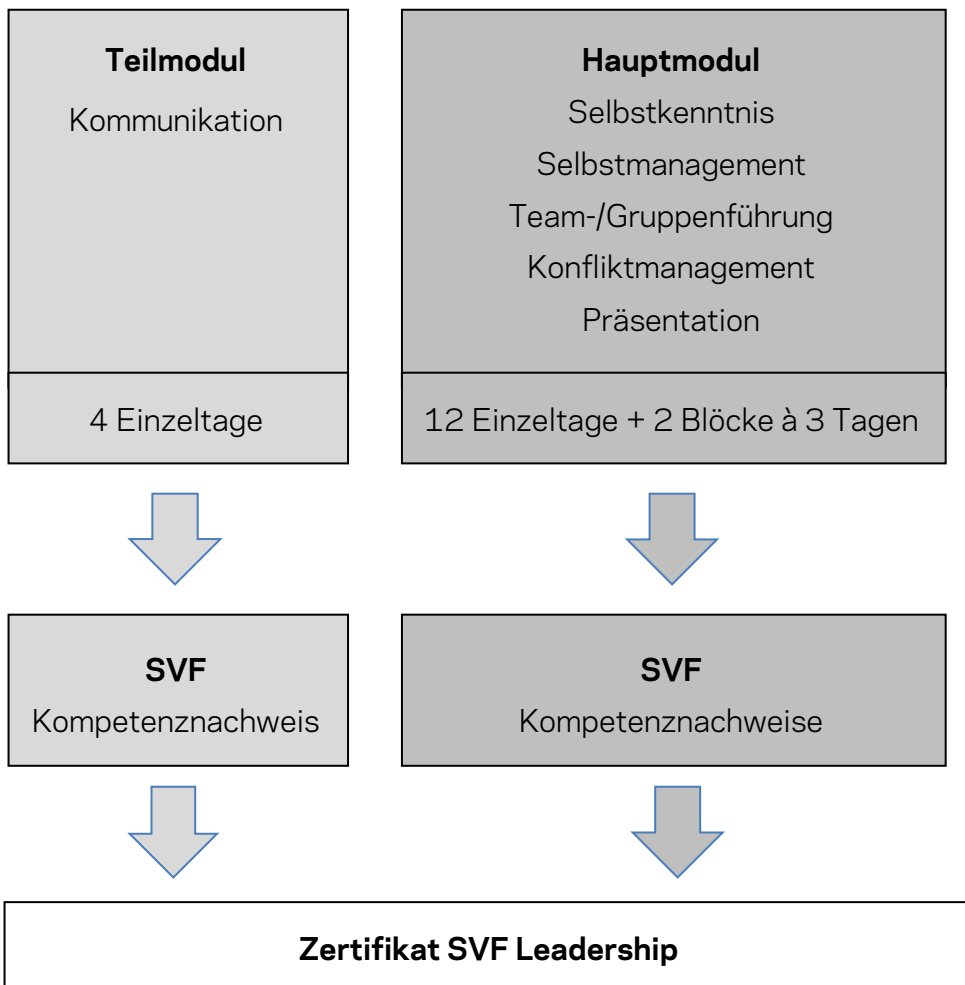 Teilmodul
Kommunikation
4 Einzeltage
Hauptmodul
Selbstkenntnis
Selbstmanagement
Team-/Gruppenführung
Konfliktmanagement
Präsentation
12 Einzeltage + 2 Blöcke à 3 Tagen
SVF
Kompetenznachweis
SVF
Kompetenznachweise
Zertifikat SVF Leadership